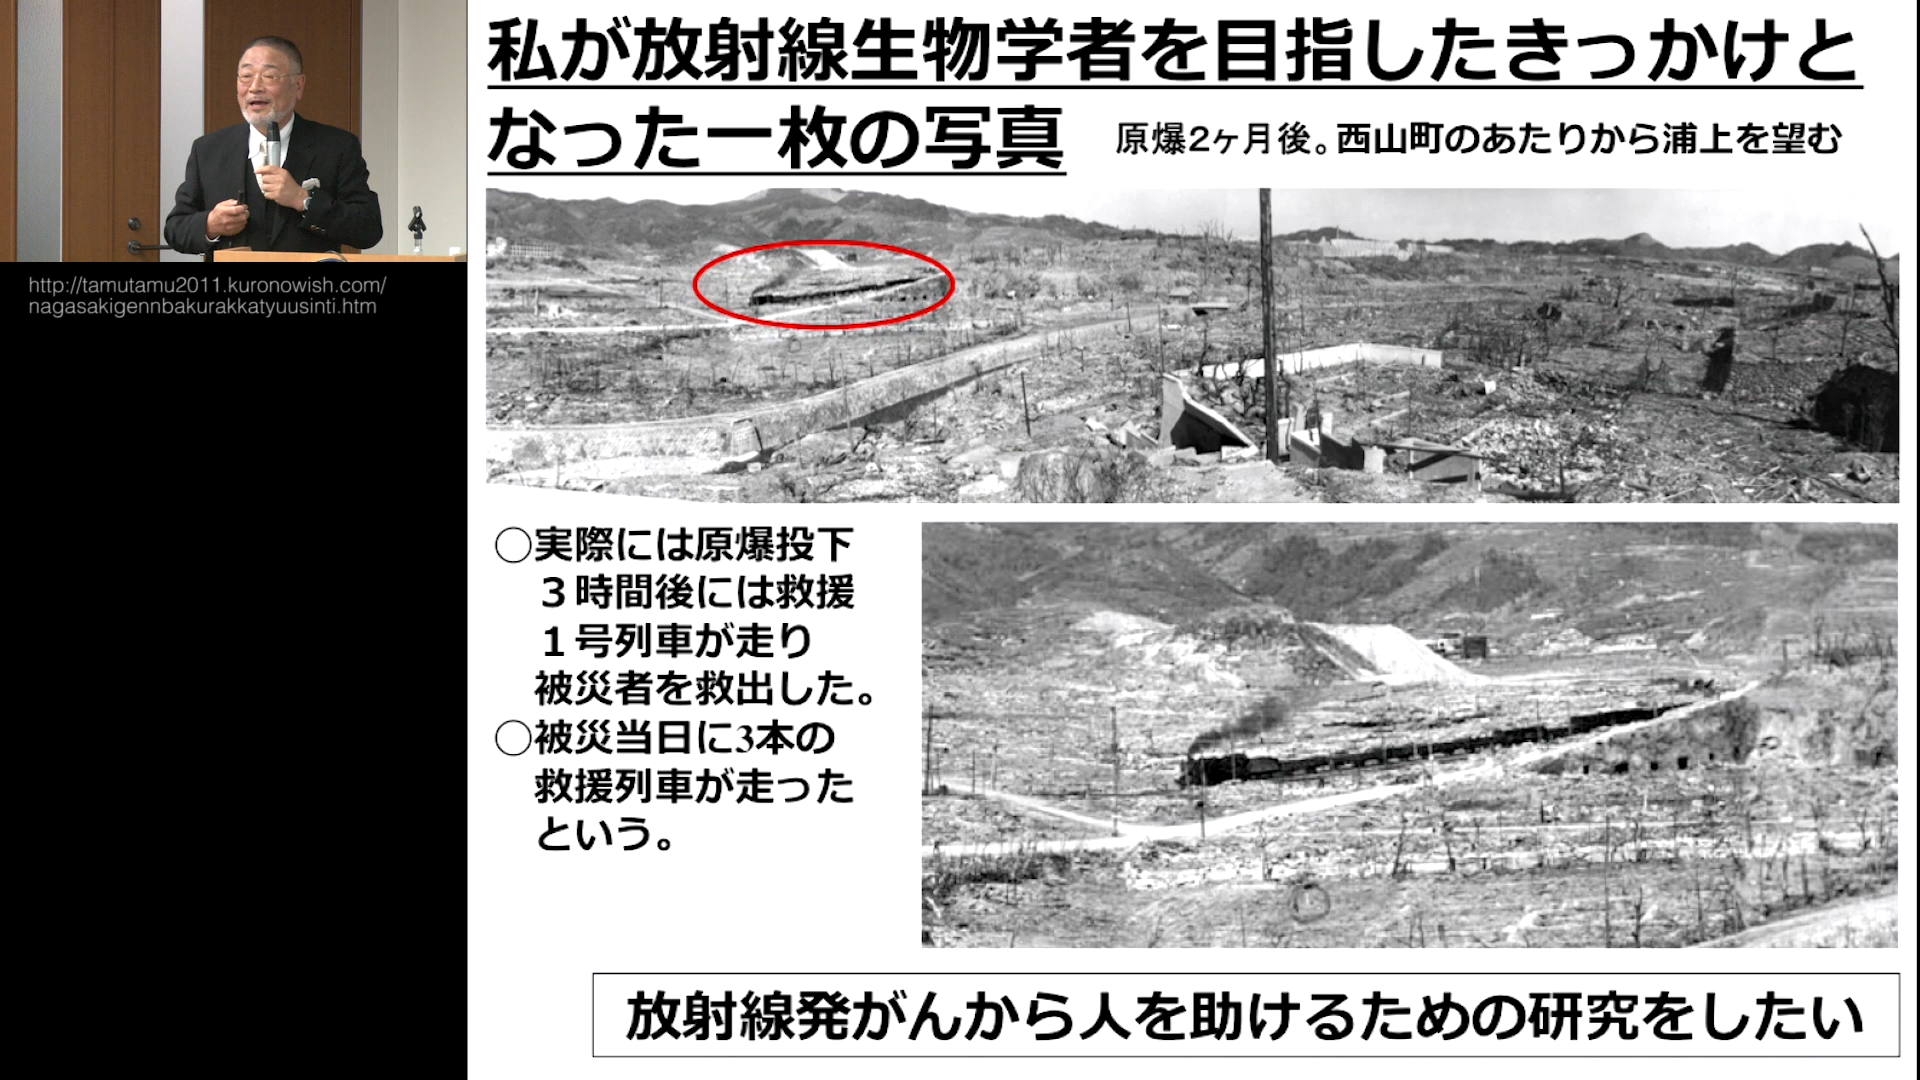 私が放射線生物学者を目指したきっかけと
なった一枚の写真
原爆2ヶ月後。西山町のあたりから浦上を望む
http://tamutamu2011.kuronowish.com/
nagasakigennbakurakkatyuusinti.htm
○実際には原爆投下
３時間後には救援
１号列車が走り
被災者を救出した。
○被災当日に3本の
救援列車が走った
という。
放射線発がんから人を助けるための研究をしたい